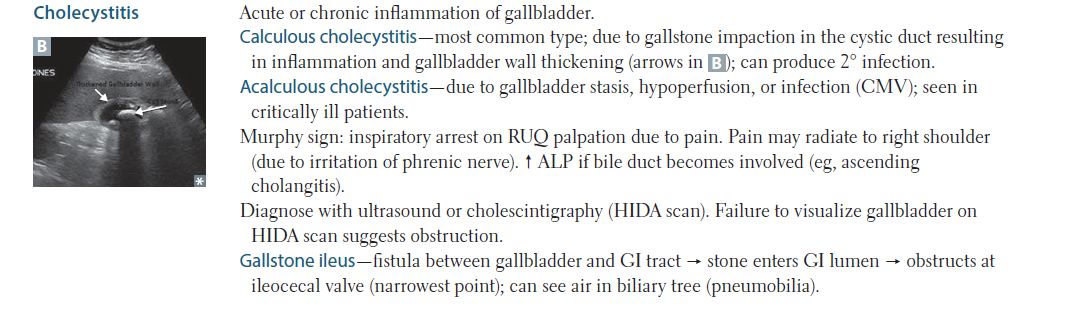 Cholecystitis
B
ONES
Thickened Gallbladder Wall
*
Acute or chronic inflammation of gallbladder.
Calculous cholecystitis—most common type; due to gallstone impaction in the cystic duct resulting
in inflammation and gallbladder wall thickening (arrows in B); can produce 2° infection.
Acalculous cholecystitis—due to gallbladder stasis, hypoperfusion, or infection (CMV); seen in
critically ill patients.
Murphy sign: inspiratory arrest on RUQ palpation due to pain. Pain may radiate to right shoulder
(due to irritation of phrenic nerve). ↑ ALP if bile duct becomes involved (eg, ascending
cholangitis).
Diagnose with ultrasound or cholescintigraphy (HIDA scan). Failure to visualize gallbladder on
HIDA scan suggests obstruction.
Gallstone ileus—fistula between gallbladder and GI tract → stone enters GI lumen → obstructs at
ileocecal valve (narrowest point); can see air in biliary tree (pneumobilia).